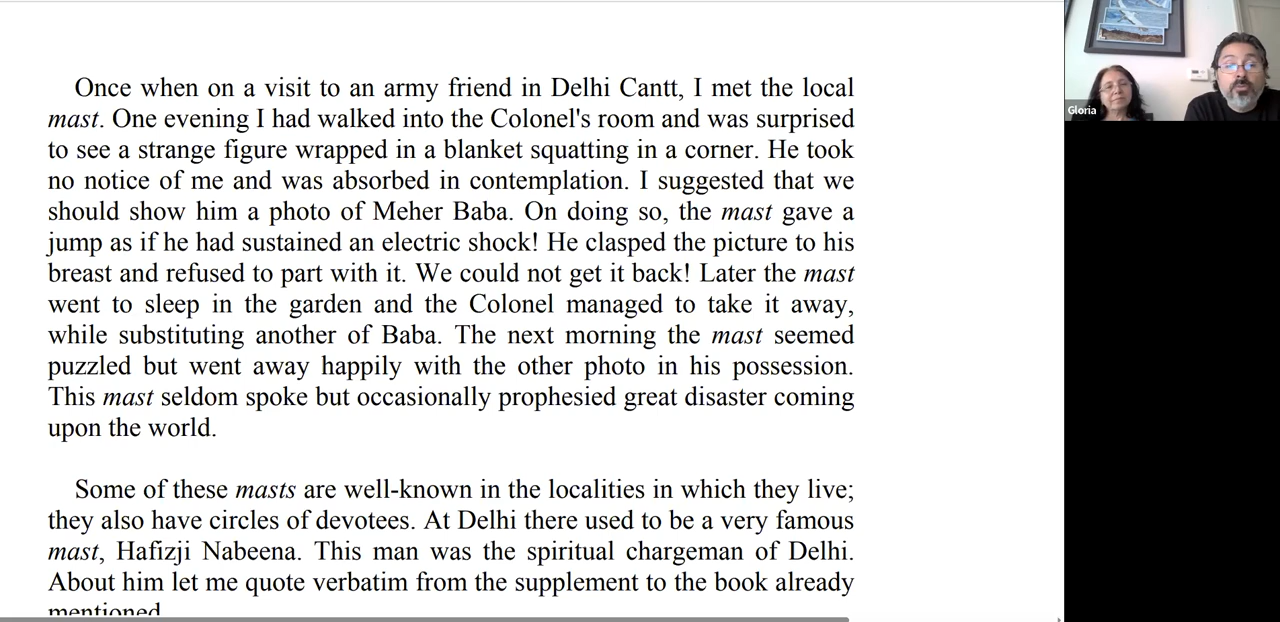 Once when on a visit to an army friend in Delhi Cantt, I met the local
mast. One evening I had walked into the Colonel's room and was surprised
to see a strange figure wrapped in a blanket squatting in a corner. He took
no notice of me and was absorbed in contemplation. I suggested that we
should show him a photo of Meher Baba. On doing so, the mast gave a
jump as if he had sustained an electric shock! He clasped the picture to his
breast and refused to part with it. We could not get it back! Later the mast
went to sleep in the garden and the Colonel managed to take it away,
while substituting another of Baba. The next morning the mast seemed
puzzled but went away happily with the other photo in his possession.
This mast seldom spoke but occasionally prophesied great disaster coming
upon the world.
Some of these masts are well-known in the localities in which they live;
they also have circles of devotees. At Delhi there used to be a very famous
mast, Hafizji Nabeena. This man was the spiritual chargeman of Delhi.
About him let me quote verbatim from the supplement to the book already
mentioned
Gloria